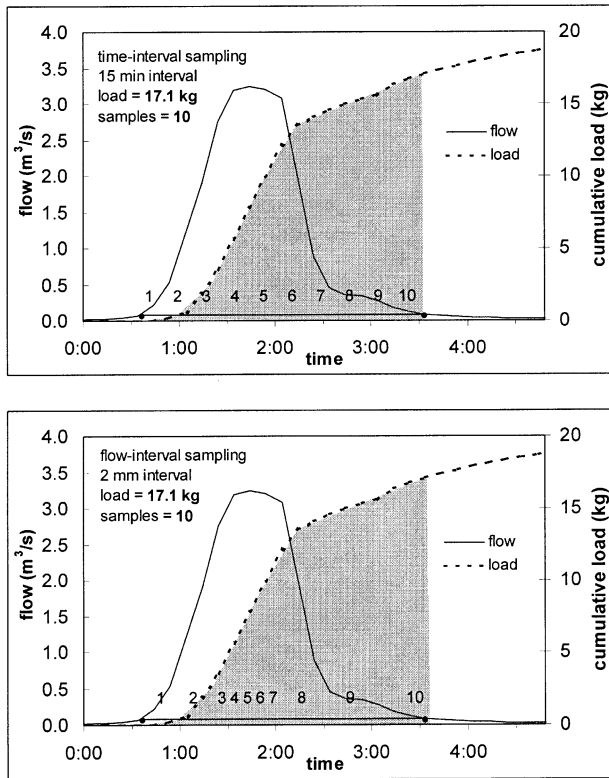 time-interval sampling
15 min interval
load = 17.1 kg
samples = 10
flow
load
flow (m³/s)
4.0
3.5
3.0
2.5
2.0
1.5
1.0
0.5
0.0
cumulative load (kg)
20
15
10
5
0
1 2 3 4 5 6 7 8 9 10
0:00 1:00 2:00 3:00 4:00
time
flow-interval sampling
2 mm interval
load = 17.1 kg
samples = 10
flow
load
flow (m³/s)
4.0
3.5
3.0
2.5
2.0
1.5
1.0
0.5
0.0
cumulative load (kg)
20
15
10
5
0
1 2 3 4 5 6 7 8 9 10
0:00 1:00 2:00 3:00 4:00
time